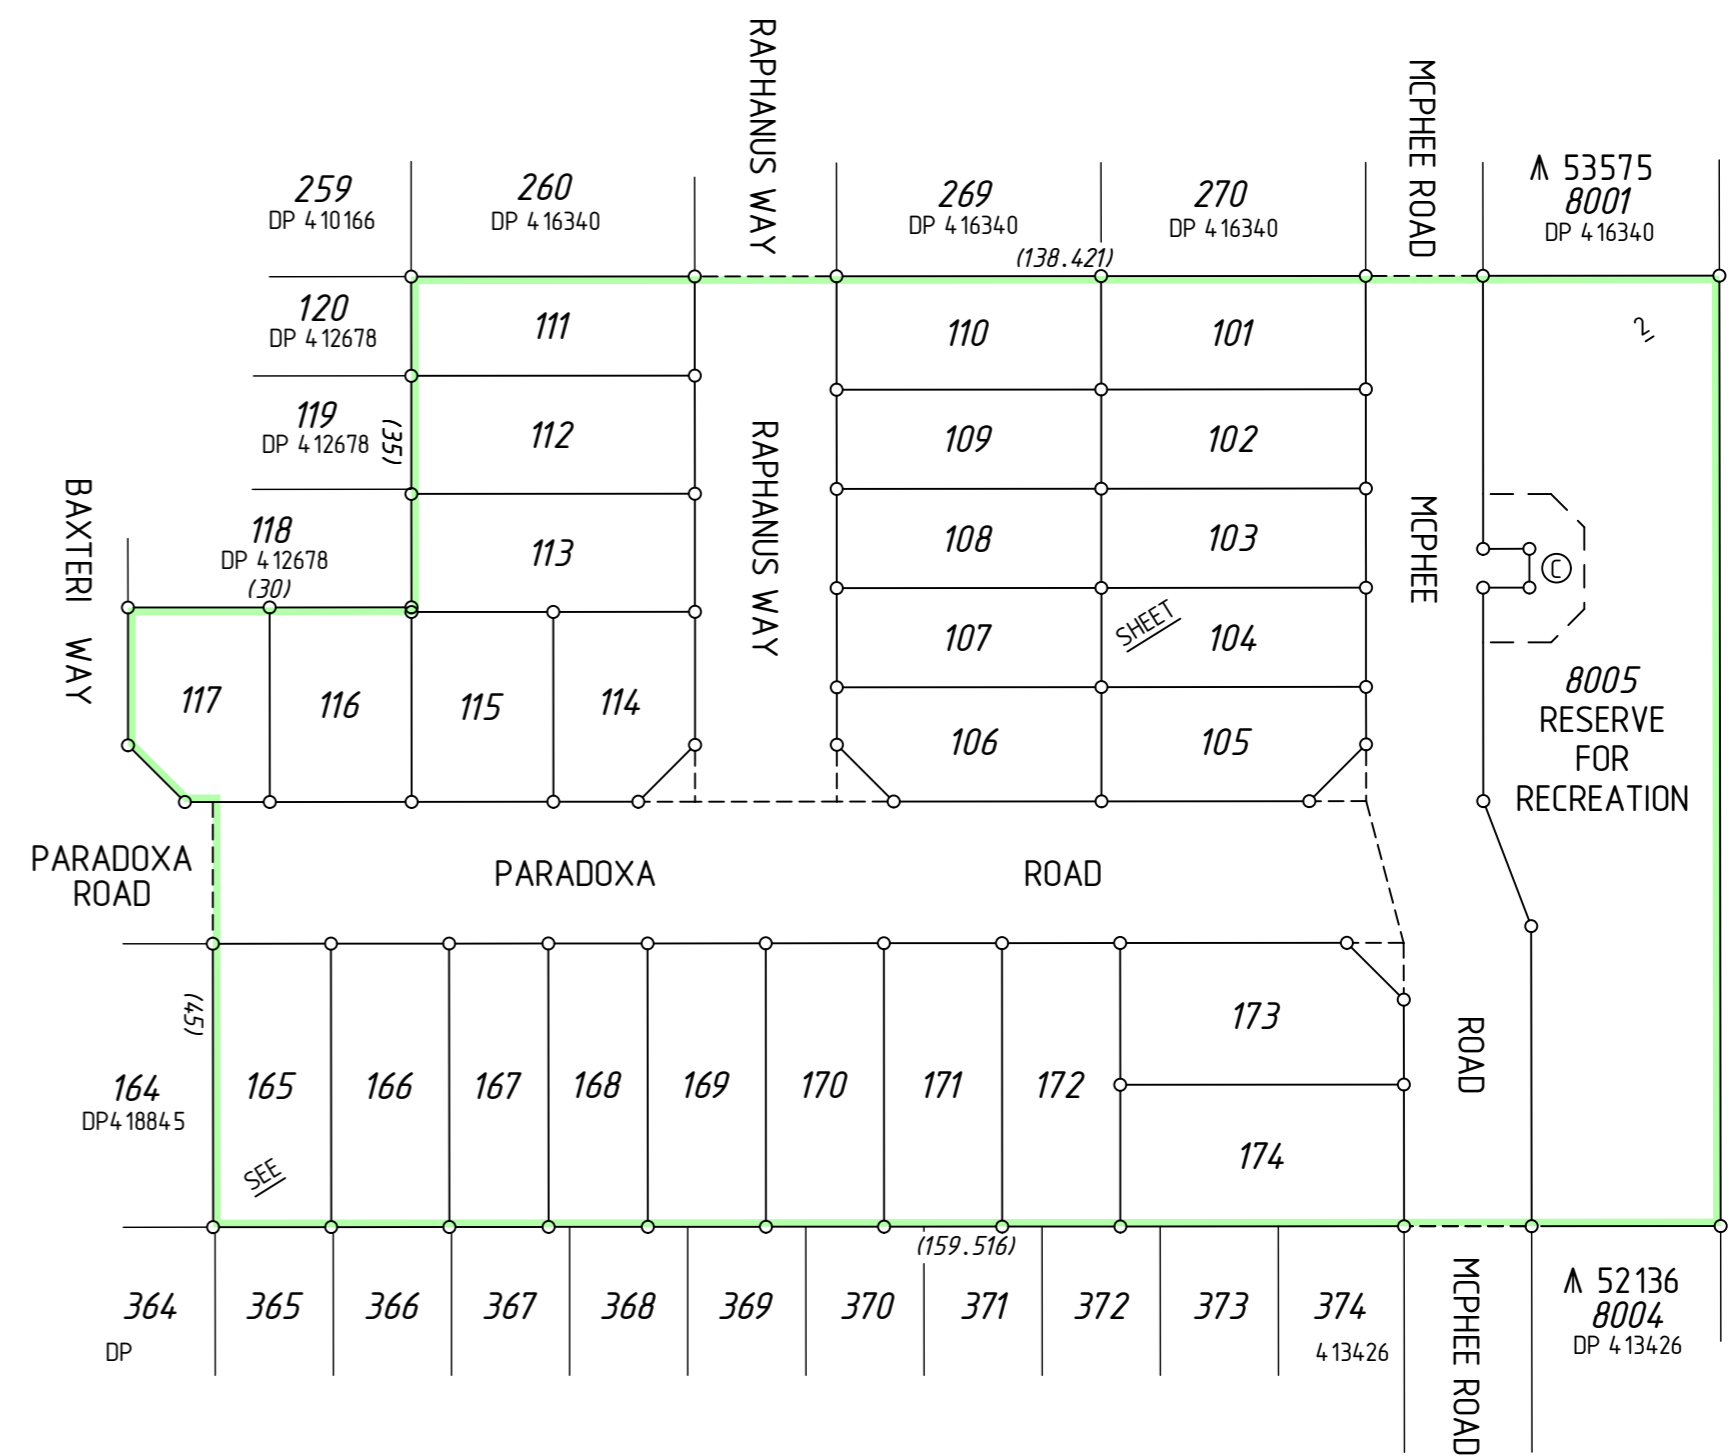 RAPHANUS WAY
MCPHEE ROAD
259
DP 410166
260
DP 416340
269
DP 416340
270
DP 416340
53575
8001
DP 416340
(138.421)
120
DP 412678
111
110
101
2
119
DP 412678
(35)
112
109
102
118
DP 412678
(30)
113
108
103
BAXTERI WAY
RAPHANUS WAY
MCPHEE
C
107
SHEET
104
117
116
115
114
106
105
8005
RESERVE
FOR
RECREATION
PARADOXA
ROAD
PARADOXA ROAD
(45)
164
DP418845
165
166
167
168
169
170
171
172
173
174
ROAD
SEE
(159.516)
364
365
366
367
368
369
370
371
372
373
374
DP
413426
MCPHEE ROAD
52136
8004
DP 413426